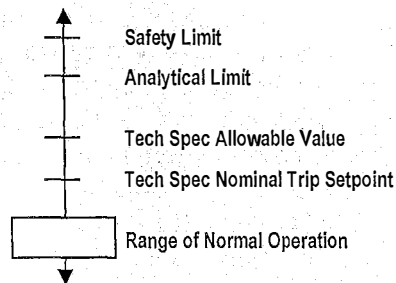 Safety Limit
Analytical Limit
Tech Spec Allowable Value
Tech Spec Nominal Trip Setpoint
Range of Normal Operation